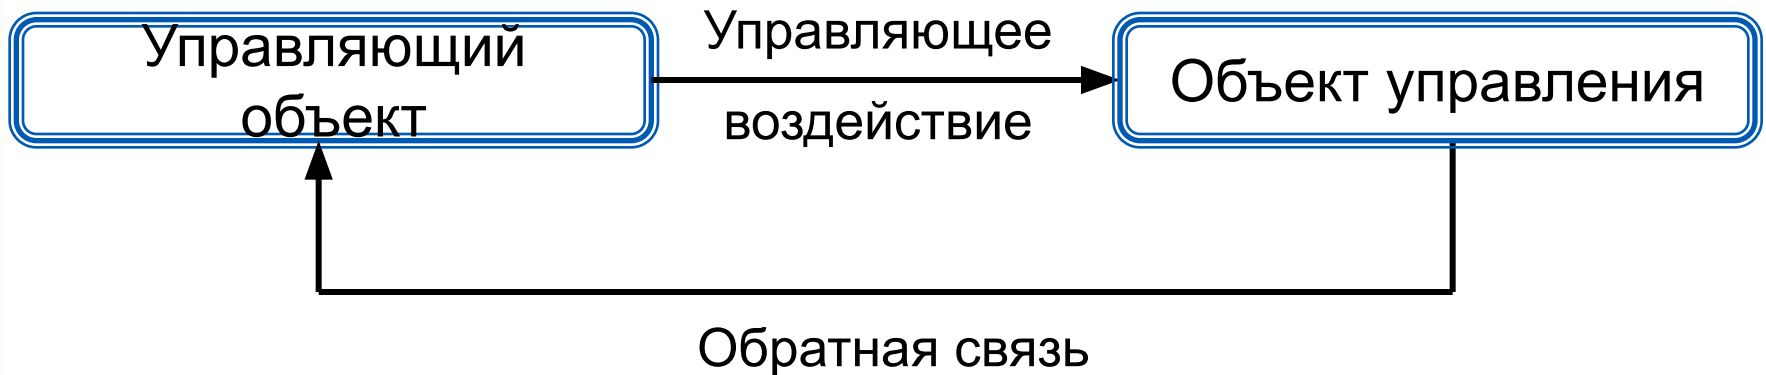 Управляющий
объект
Управляющее
воздействие
Объект управления
Обратная связь